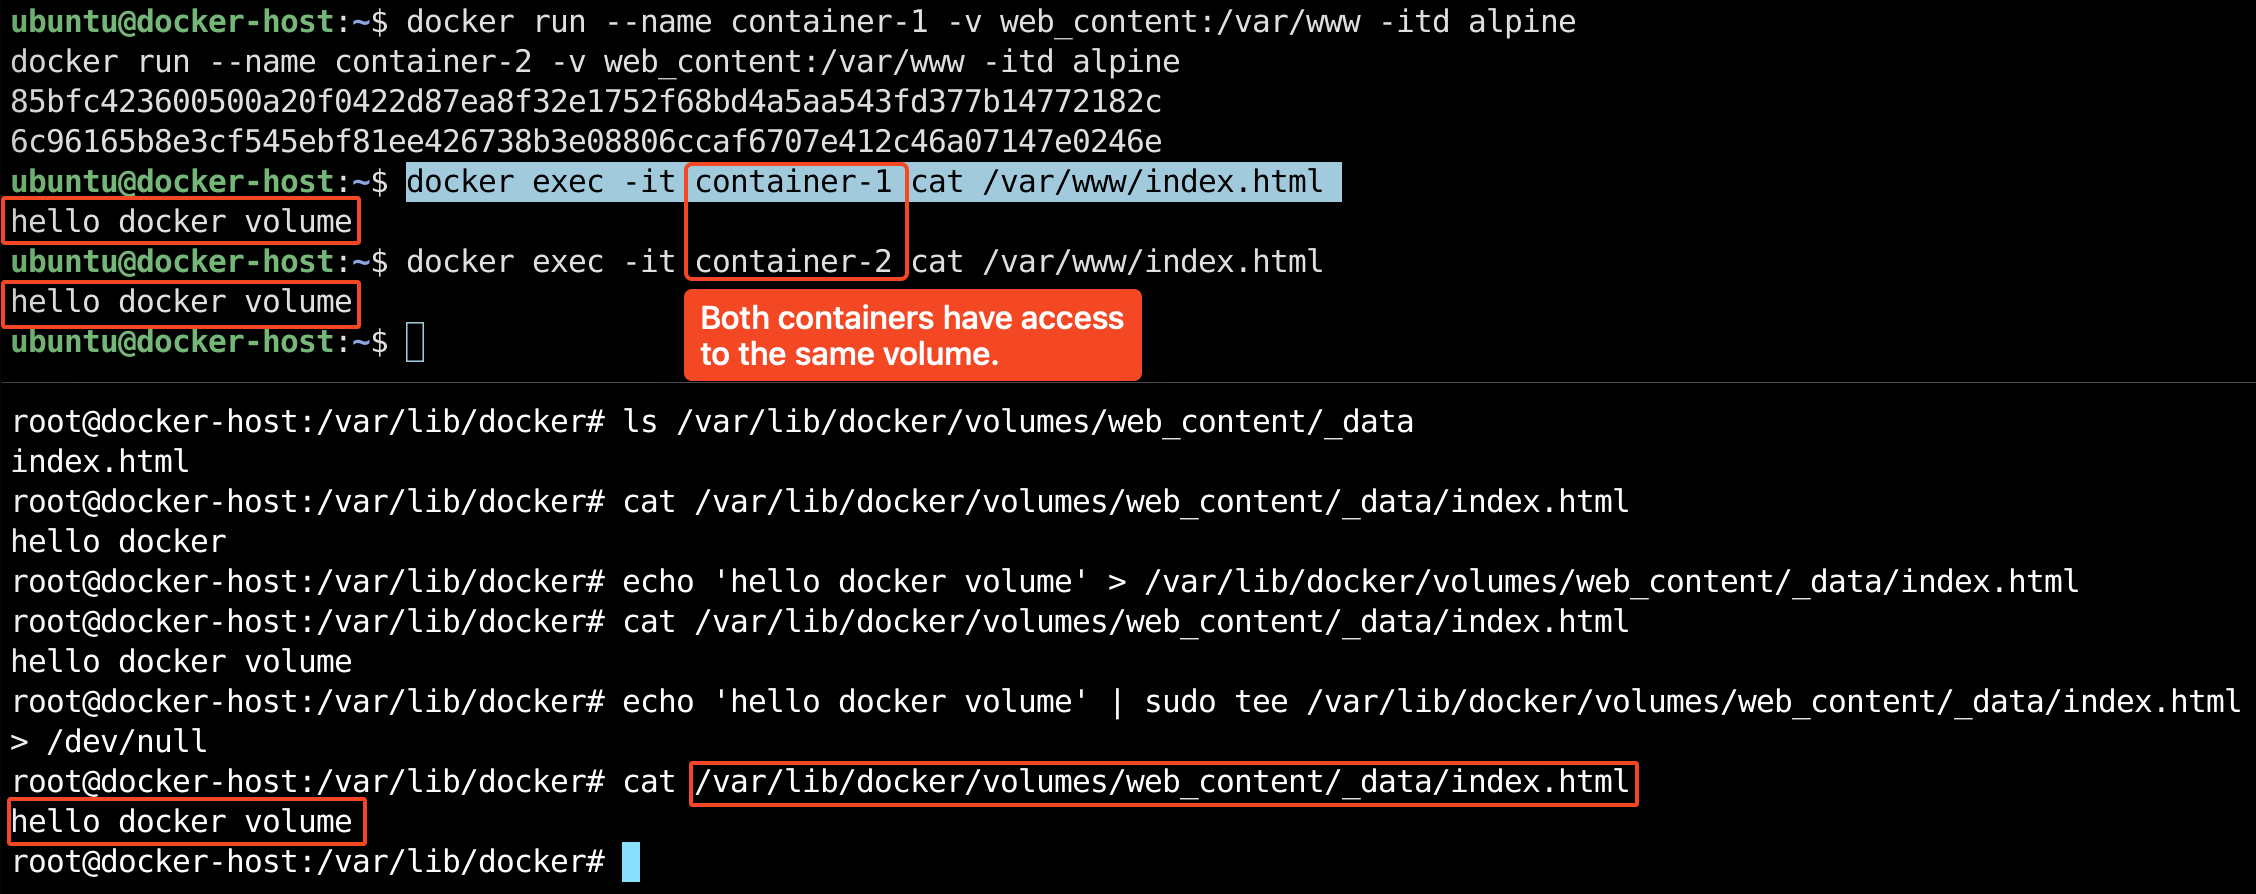 ubuntu@docker-host:~$ docker run --name container-1 -v web_content:/var/www -itd alpine
docker run --name container-2 -v web_content:/var/www -itd alpine
85bfc423600500a20f0422d87ea8f32e1752f68bd4a5aa543fd377b14772182c
6c96165b8e3cf545ebf81ee426738b3e08806ccaf6707e412c46a07147e0246e
ubuntu@docker-host:~$ docker exec -it container-1 cat /var/www/index.html
hello docker volume
ubuntu@docker-host:~$ docker exec -it container-2 cat /var/www/index.html
hello docker volume
ubuntu@docker-host:~$
Both containers have access
to the same volume.
root@docker-host:/var/lib/docker# ls /var/lib/docker/volumes/web_content/_data
index.html
root@docker-host:/var/lib/docker# cat /var/lib/docker/volumes/web_content/_data/index.html
hello docker
root@docker-host:/var/lib/docker# echo 'hello docker volume' > /var/lib/docker/volumes/web_content/_data/index.html
root@docker-host:/var/lib/docker# cat /var/lib/docker/volumes/web_content/_data/index.html
hello docker volume
root@docker-host:/var/lib/docker# echo 'hello docker volume' | sudo tee /var/lib/docker/volumes/web_content/_data/index.html
> /dev/null
root@docker-host:/var/lib/docker# cat /var/lib/docker/volumes/web_content/_data/index.html
hello docker volume
root@docker-host:/var/lib/docker#